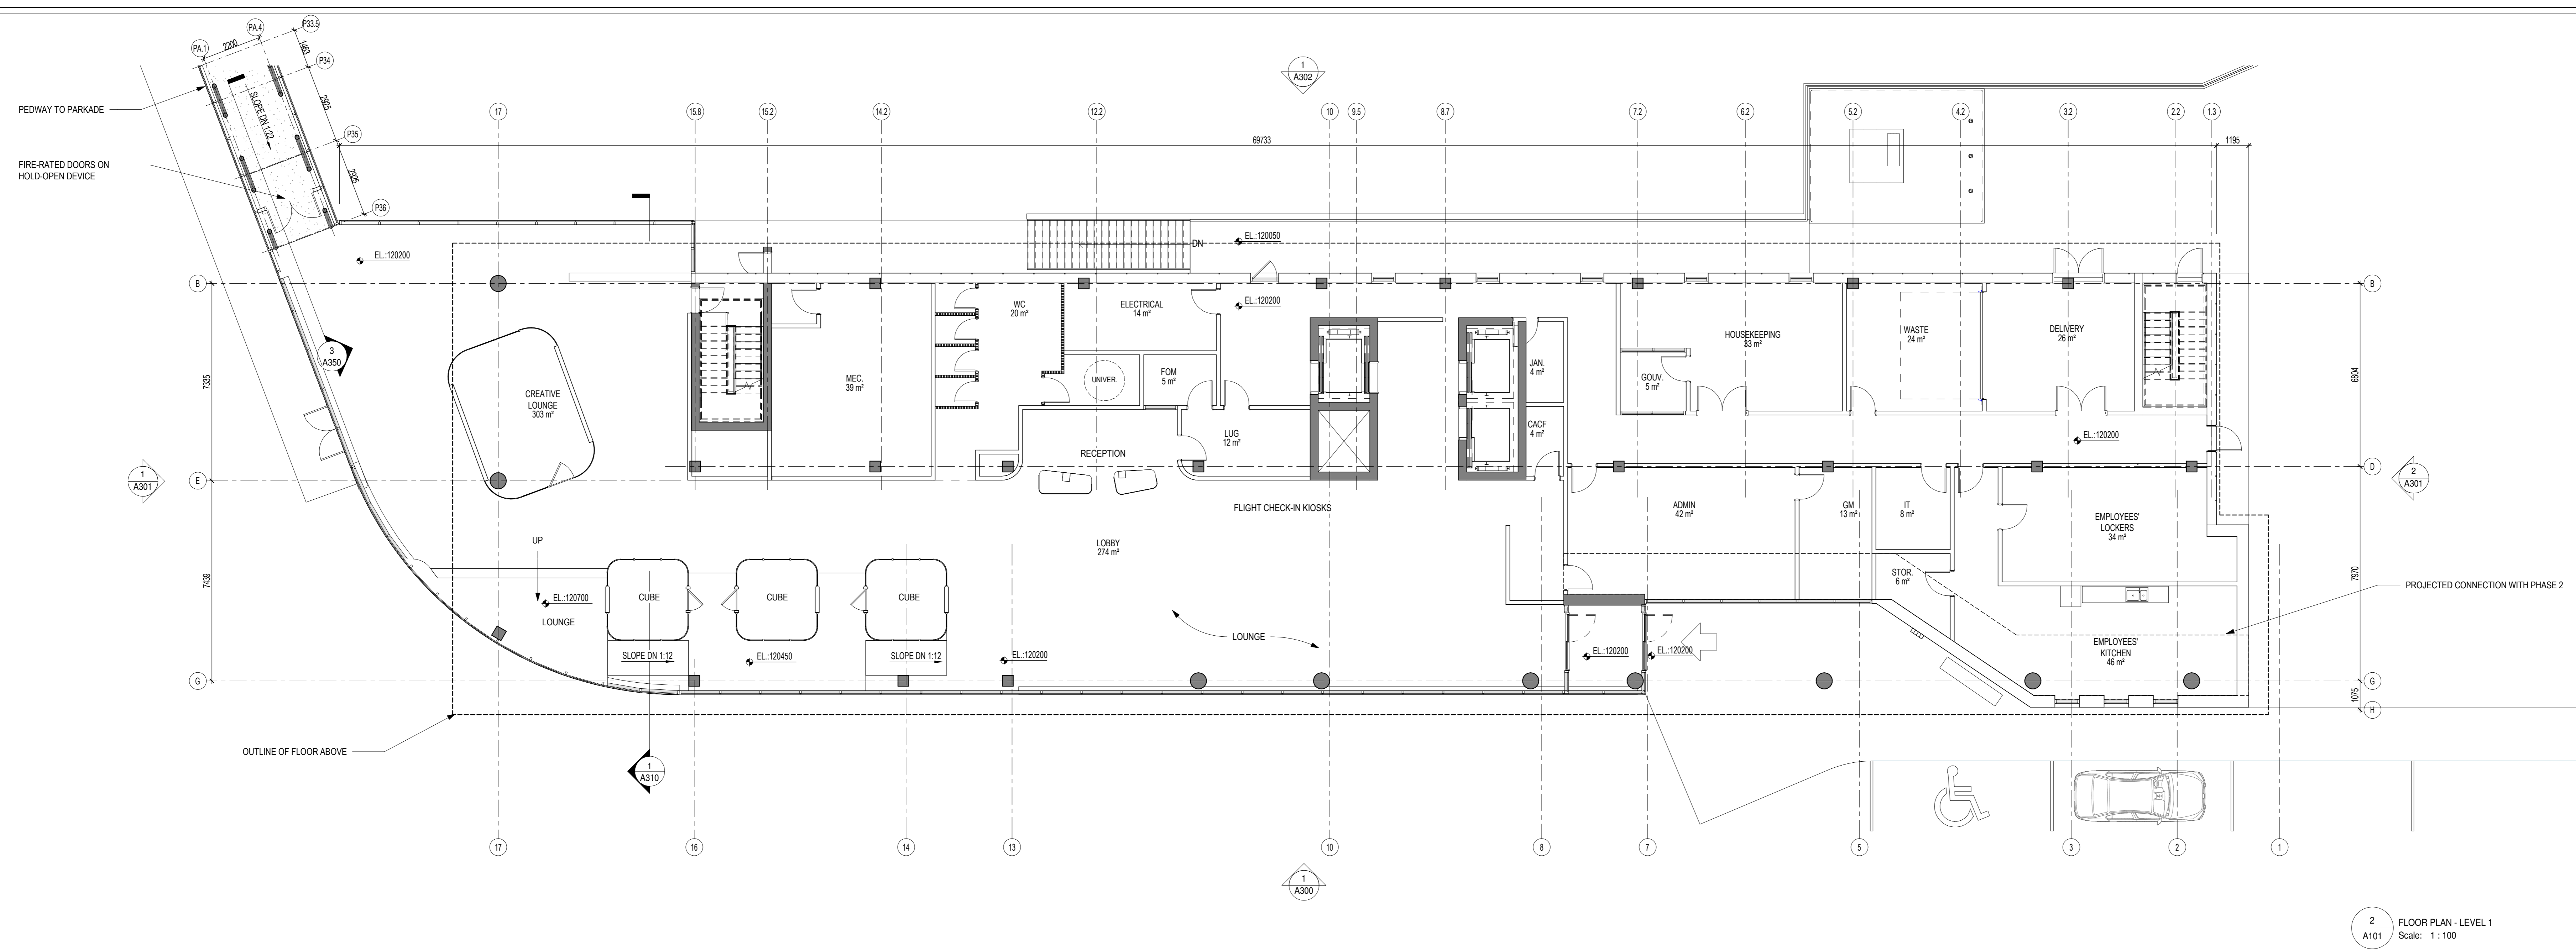 PA.1
2200
PA.4
P33.5
1463
P34
2925
P35
2925
P36
PEDWAY TO PARKADE
SLOPE DN 1:22
FIRE-RATED DOORS ON
HOLD-OPEN DEVICE
1
A302
17
15.8
15.2
14.2
12.2
10
9.5
8.7
7.2
6.2
5.2
4.2
3.2
2.2
1.3
69733
1195
EL.:120200
DN
EL.:120050
EL.:120200
B
B
7335
6804
3
A350
CREATIVE
LOUNGE
303 m²
MEC.
39 m²
WC
20 m²
ELECTRICAL
14 m²
UNIVER.
FOM
5 m²
LUG
12 m²
RECEPTION
JAN.
4 m²
CACF
4 m²
GOUV.
5 m²
HOUSEKEEPING
33 m²
WASTE
24 m²
DELIVERY
26 m²
EL.:120200
1
A301
E
D
2
A301
FLIGHT CHECK-IN KIOSKS
ADMIN
42 m²
GM
13 m²
IT
8 m²
EMPLOYEES'
LOCKERS
34 m²
UP
LOBBY
274 m²
7439
7970
STOR.
6 m²
PROJECTED CONNECTION WITH PHASE 2
EL.:120700
LOUNGE
CUBE
CUBE
CUBE
LOUNGE
SLOPE DN 1:12
EL.:120450
SLOPE DN 1:12
EL.:120200
EL.:120200
EL.:120200
EMPLOYEES'
KITCHEN
46 m²
G
G
1075
H
OUTLINE OF FLOOR ABOVE
1
A310
17
16
14
13
10
8
7
5
3
2
1
1
A300
2
A101
FLOOR PLAN - LEVEL 1
Scale: 1 : 100